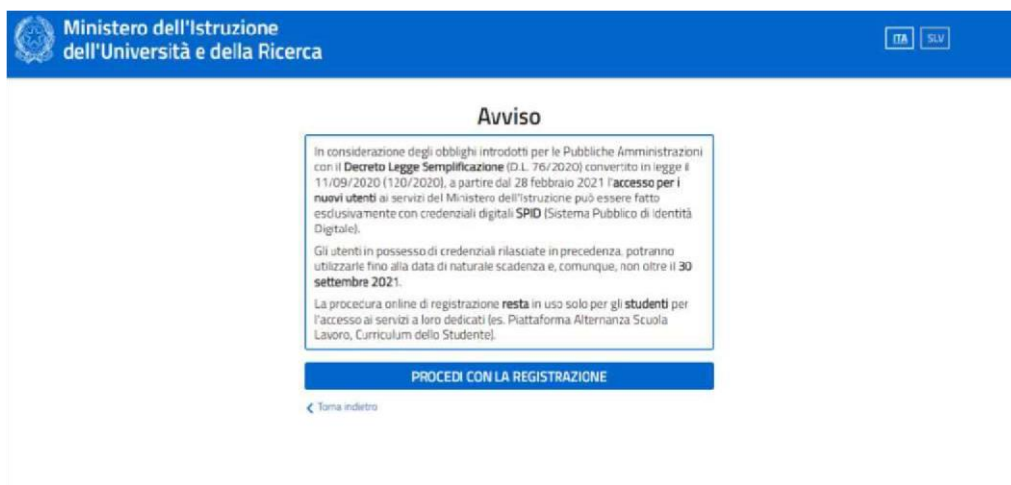 Ministero dell'Istruzione
dell'Università e della Ricerca
ITA SLV
Avviso
In considerazione degli obblighi introdotti per le Pubbliche Amministrazioni
con il Decreto Legge Semplificazione (D.L. 76/2020) convertito in legge il
11/09/2020 (120/2020), a partire dal 28 febbraio 2021 l'accesso per i
nuovi utenti ai servizi del Ministero dell'Istruzione può essere fatto
esclusivamente con credenziali digitali SPID (Sistema Pubblico di Identità
Digitale).
Gli utenti in possesso di credenziali rilasciate in precedenza, potranno
utilizzarle fino alla data di naturale scadenza e, comunque, non oltre il 30
settembre 2021.
La procedura online di registrazione resta in uso solo per gli studenti per
l'accesso ai servizi a loro dedicati (es. Piattaforma Alternanza Scuola
Lavoro, Curriculum dello Studente).
PROCEDI CON LA REGISTRAZIONE
Torna indietro